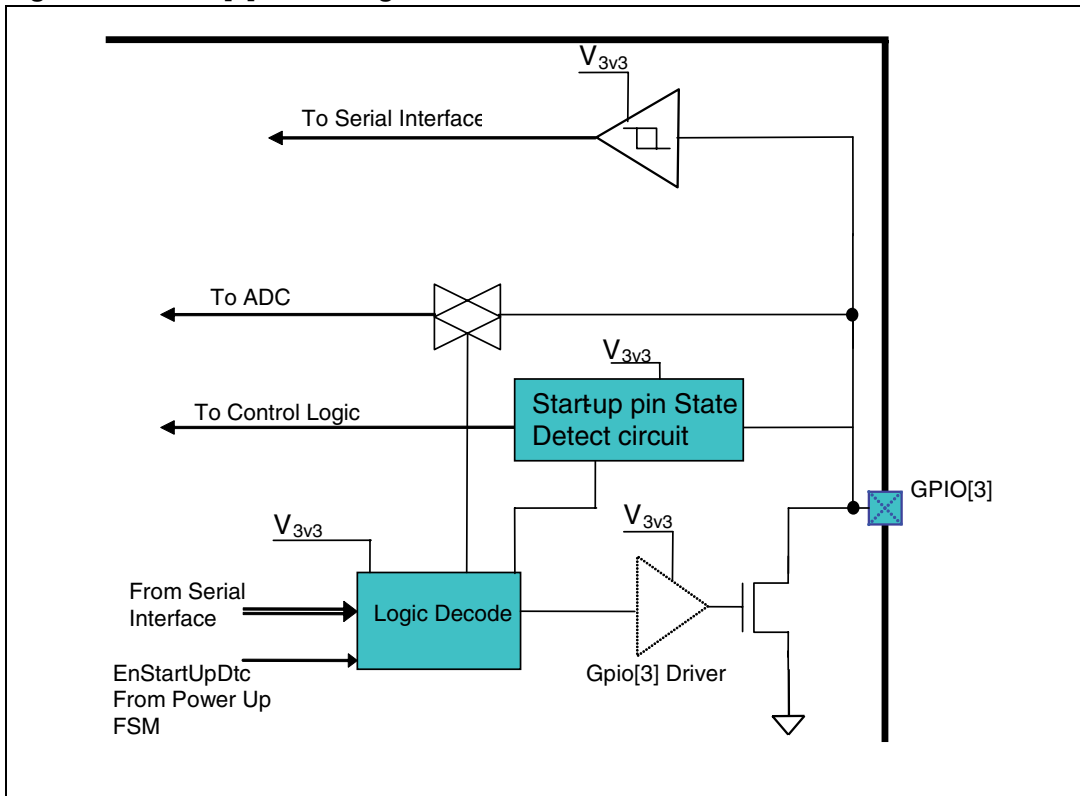 V3v3
To Serial Interface
To ADC
V3v3
To Control Logic
Start-up pin State
Detect circuit
GPIO[3]
V3v3
V3v3
From Serial
Interface
Logic Decode
Gpio[3] Driver
EnStartUpDtc
From Power Up
FSM